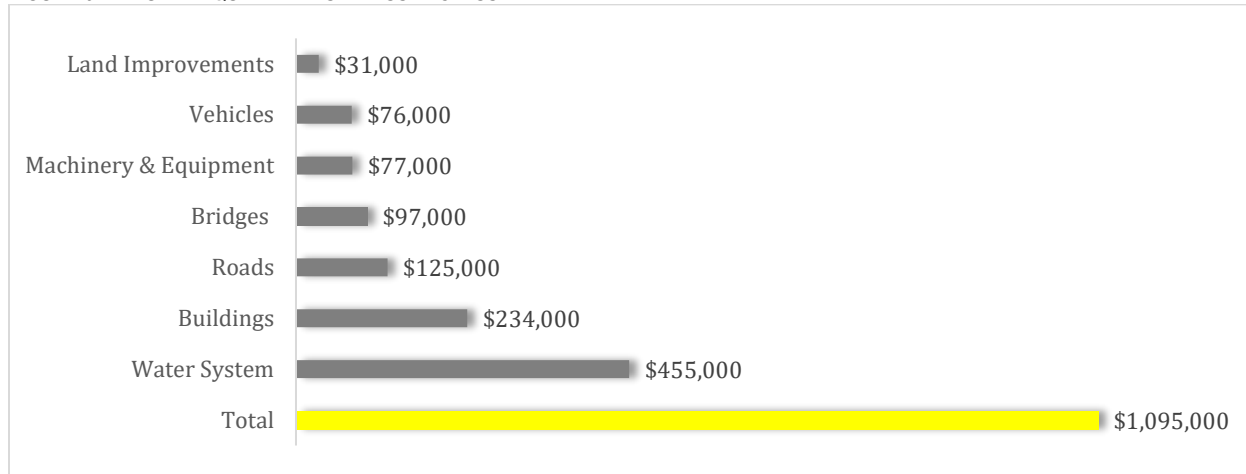 Land Improvements $31,000
Vehicles $76,000
Machinery & Equipment $77,000
Bridges $97,000
Roads $125,000
Buildings $234,000
Water System $455,000
Total $1,095,000